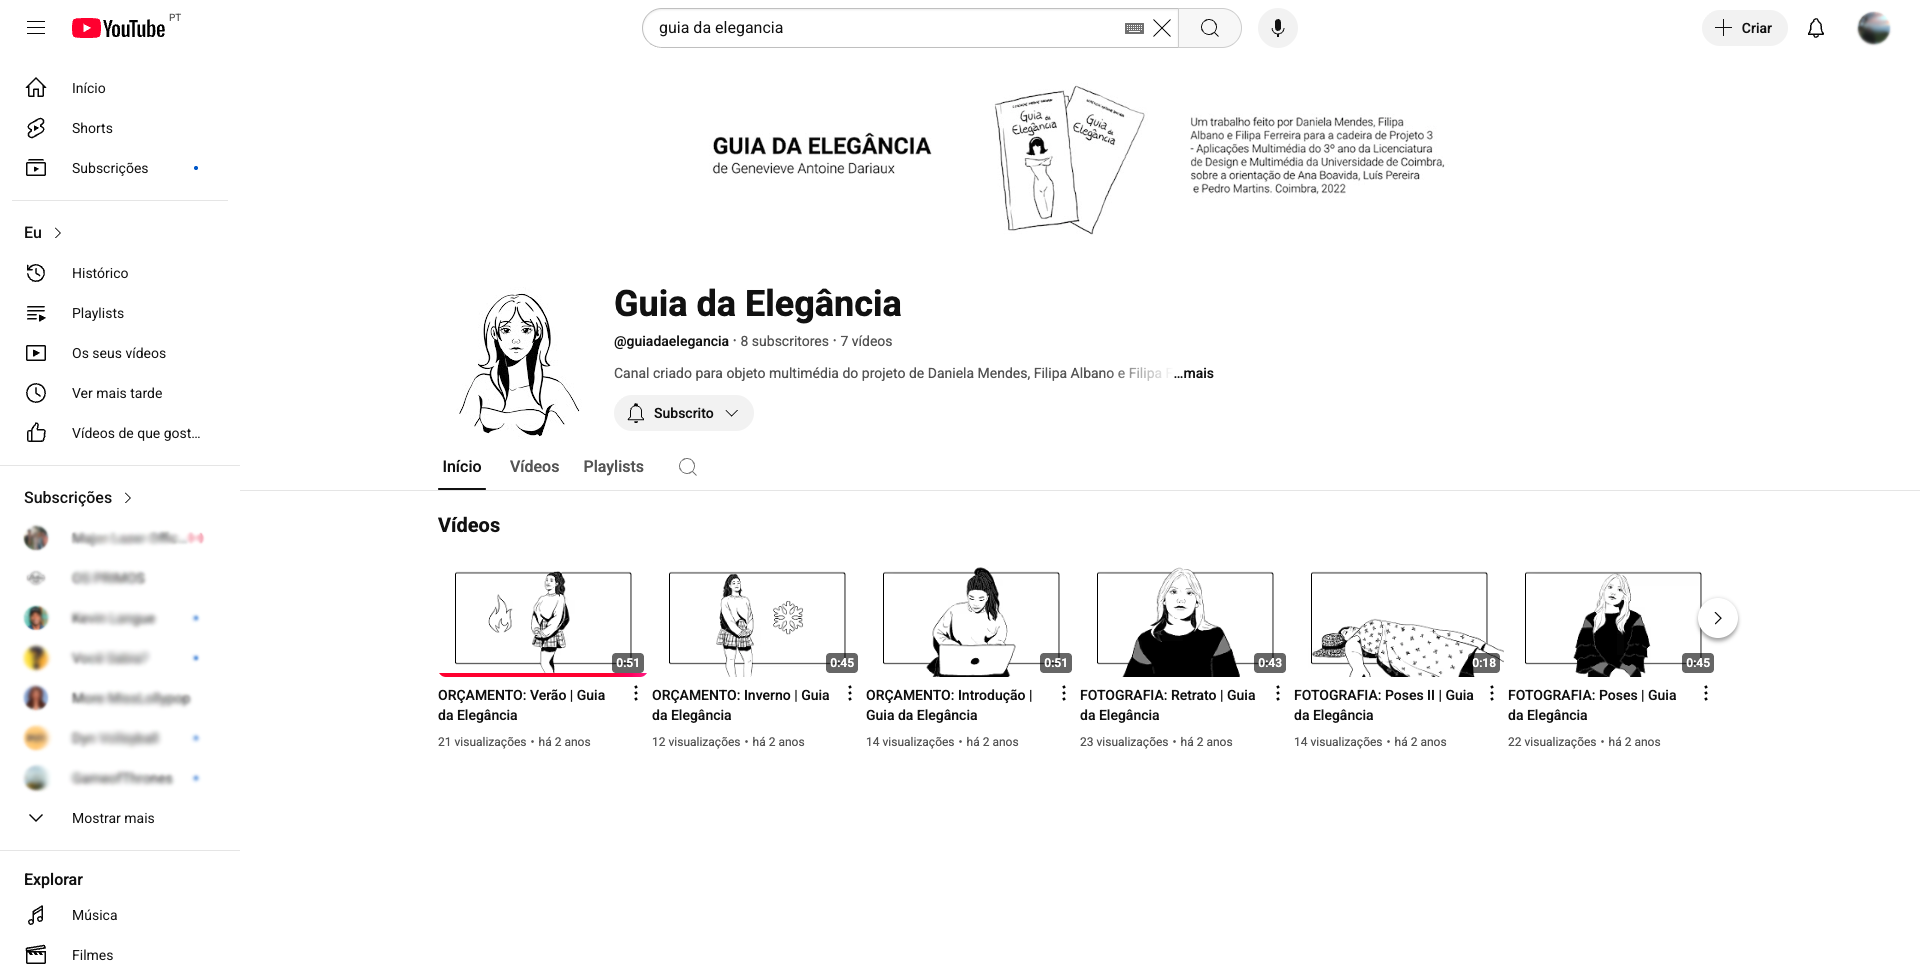 YouTube PT
guia da elegancia
Criar
Início
Shorts
Subscrições
Eu
Histórico
Playlists
Os seus vídeos
Ver mais tarde
Vídeos de que gost...
Subscrições
Mostrar mais
Explorar
Música
Filmes
GUIA DA ELEGÂNCIA
de Genevieve Antoine Dariaux
Guia da
Elegância
Guia da
Elegância
Um trabalho feito por Daniela Mendes, Filipa
Albano e Filipa Ferreira para a cadeira de Projeto 3
- Aplicações Multimédia do 3º ano da Licenciatura
de Design e Multimédia da Universidade de Coimbra,
sobre a orientação de Ana Boavida, Luís Pereira
e Pedro Martins. Coimbra, 2022
Guia da Elegância
@guiadaelegancia · 8 subscritores · 7 vídeos
Canal criado para objeto multimédia do projeto de Daniela Mendes, Filipa Albano e Filipa F ...mais
Subscrito
Início Vídeos Playlists
Vídeos
0:51
ORÇAMENTO: Verão | Guia
da Elegância
21 visualizações • há 2 anos
0:45
ORÇAMENTO: Inverno | Guia
da Elegância
12 visualizações • há 2 anos
0:51
ORÇAMENTO: Introdução |
Guia da Elegância
14 visualizações • há 2 anos
0:43
FOTOGRAFIA: Retrato | Guia
da Elegância
23 visualizações • há 2 anos
0:18
FOTOGRAFIA: Poses II | Guia
da Elegância
14 visualizações • há 2 anos
0:45
FOTOGRAFIA: Poses | Guia
da Elegância
22 visualizações • há 2 anos